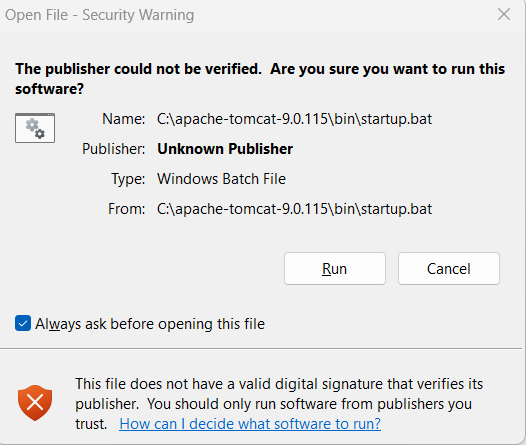 Open File - Security Warning
The publisher could not be verified.  Are you sure you want to run this
software?
Name: C:\apache-tomcat-9.0.115\bin\startup.bat
Publisher: Unknown Publisher
Type: Windows Batch File
From: C:\apache-tomcat-9.0.115\bin\startup.bat
Run Cancel
Always ask before opening this file
This file does not have a valid digital signature that verifies its
publisher.  You should only run software from publishers you
trust.  How can I decide what software to run?